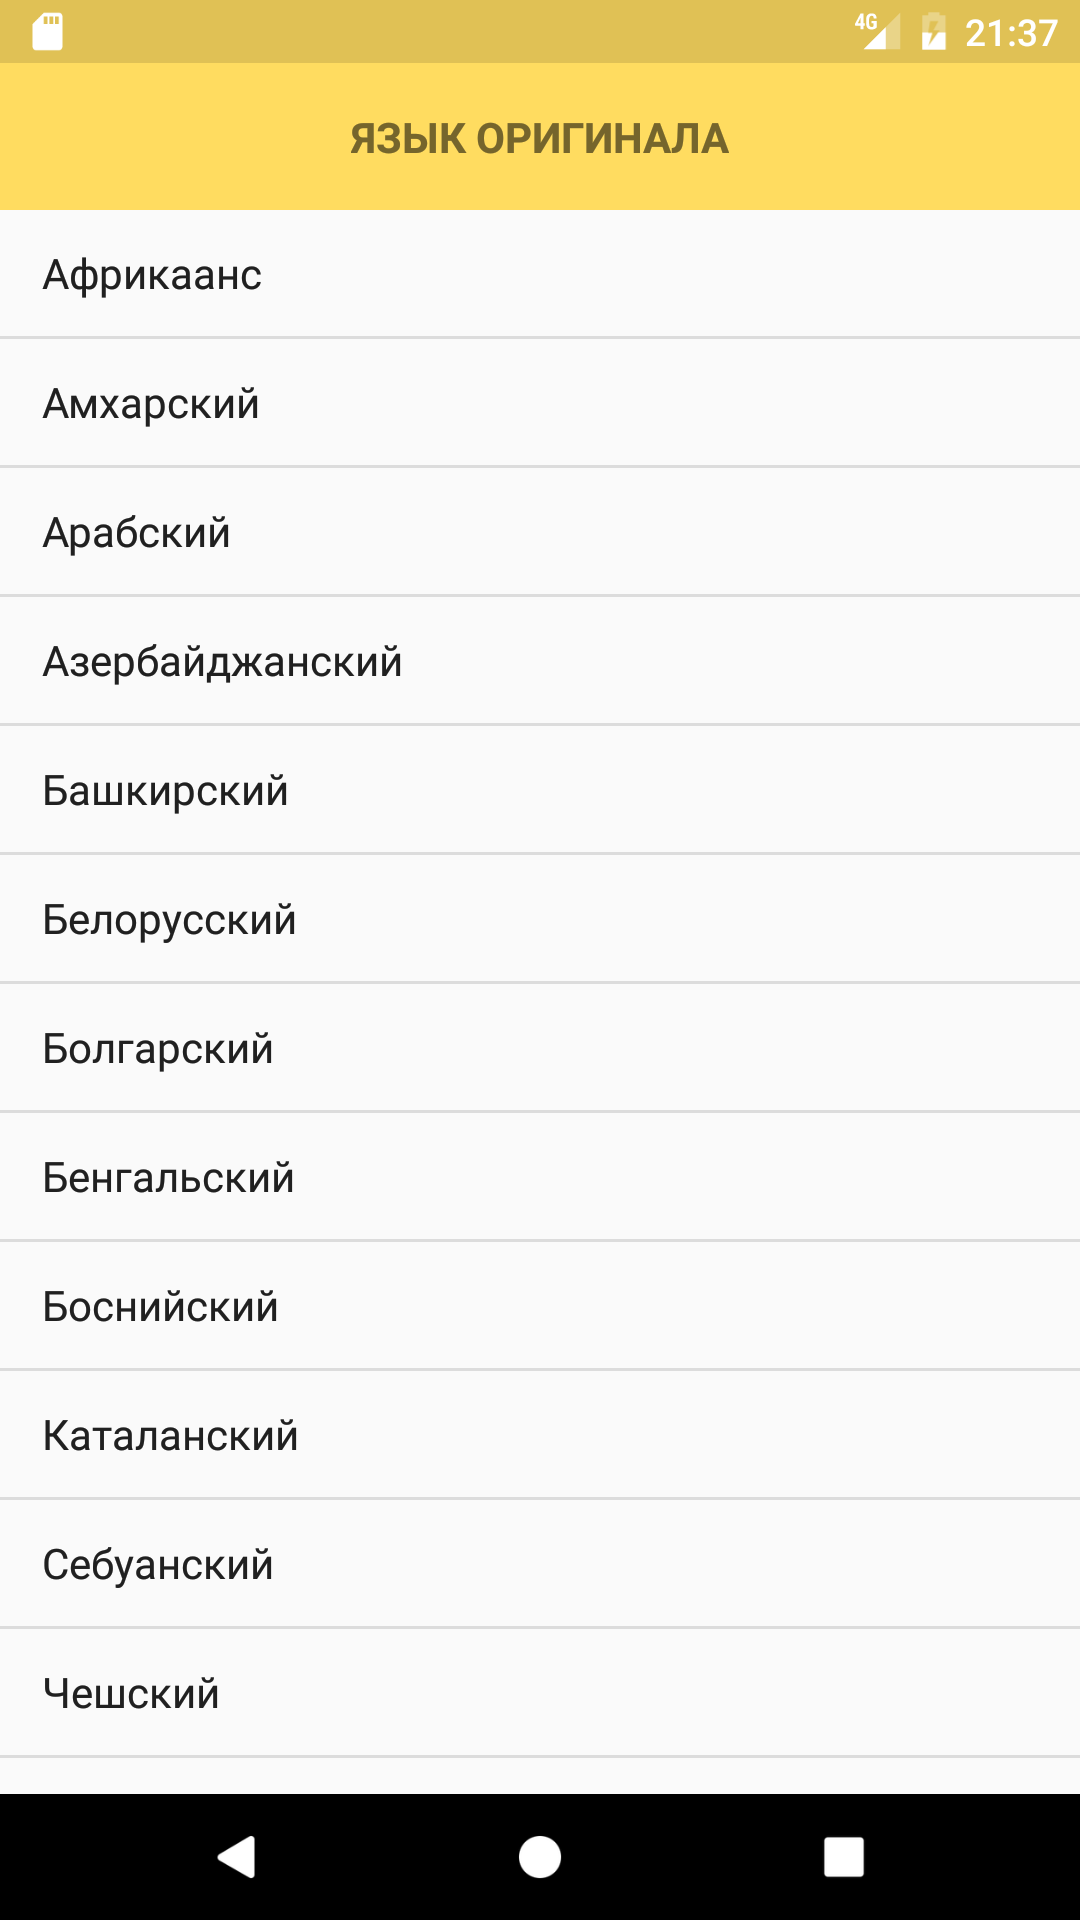 4G 21:37
ЯЗЫК ОРИГИНАЛА
Африкаанс
Амхарский
Арабский
Азербайджанский
Башкирский
Белорусский
Болгарский
Бенгальский
Боснийский
Каталанский
Себуанский
Чешский